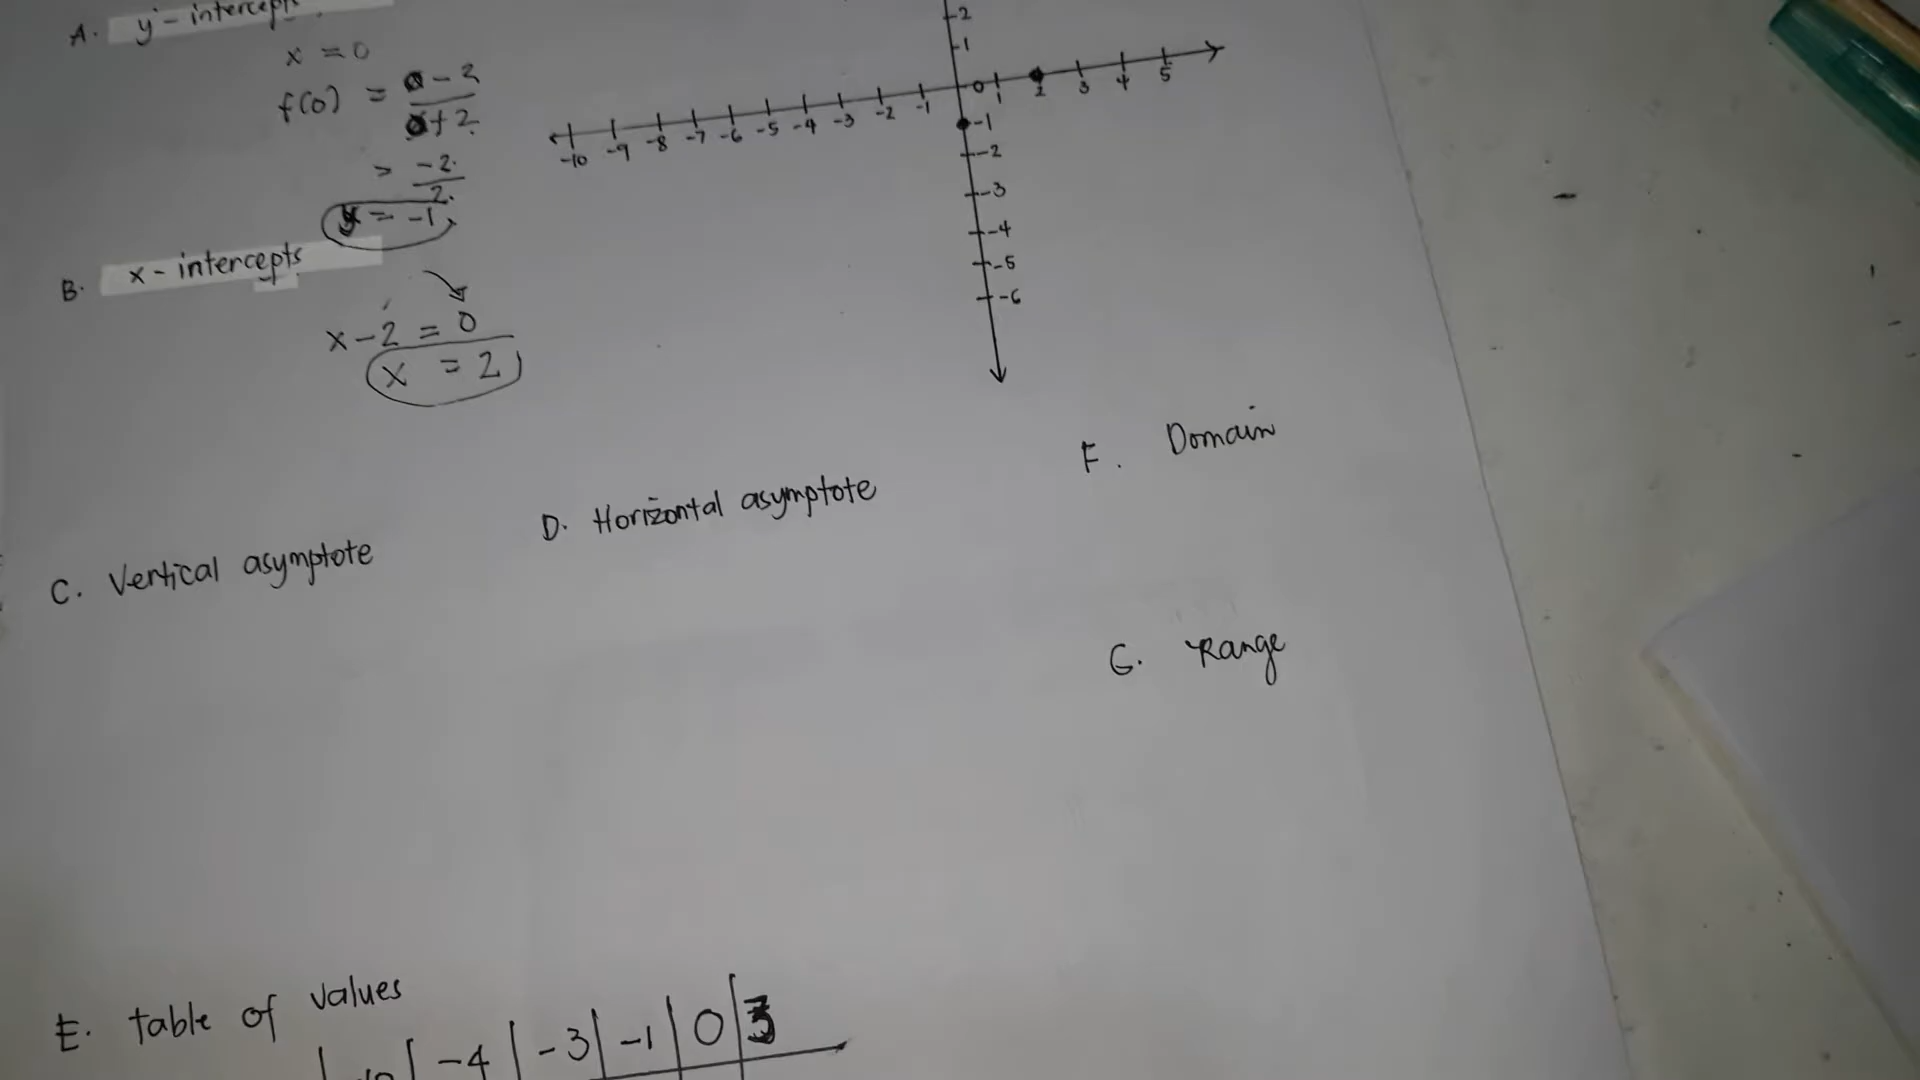 A. y - intercepts
x = 0
f(0) = 0 - 2
0 + 2
= -2
2
y = -1
B. x - intercepts
x - 2 = 0
x = 2
2
1
-10 -9 -8 -7 -6 -5 -4 -3 -2 -1 0 1 2 3 4 5
-1
-2
-3
-4
-5
-6
C. Vertical asymptote
D. Horizontal asymptote
F. Domain
G. Range
E. table of values
-10 | -4 | -3 | -1 | 0 | 3